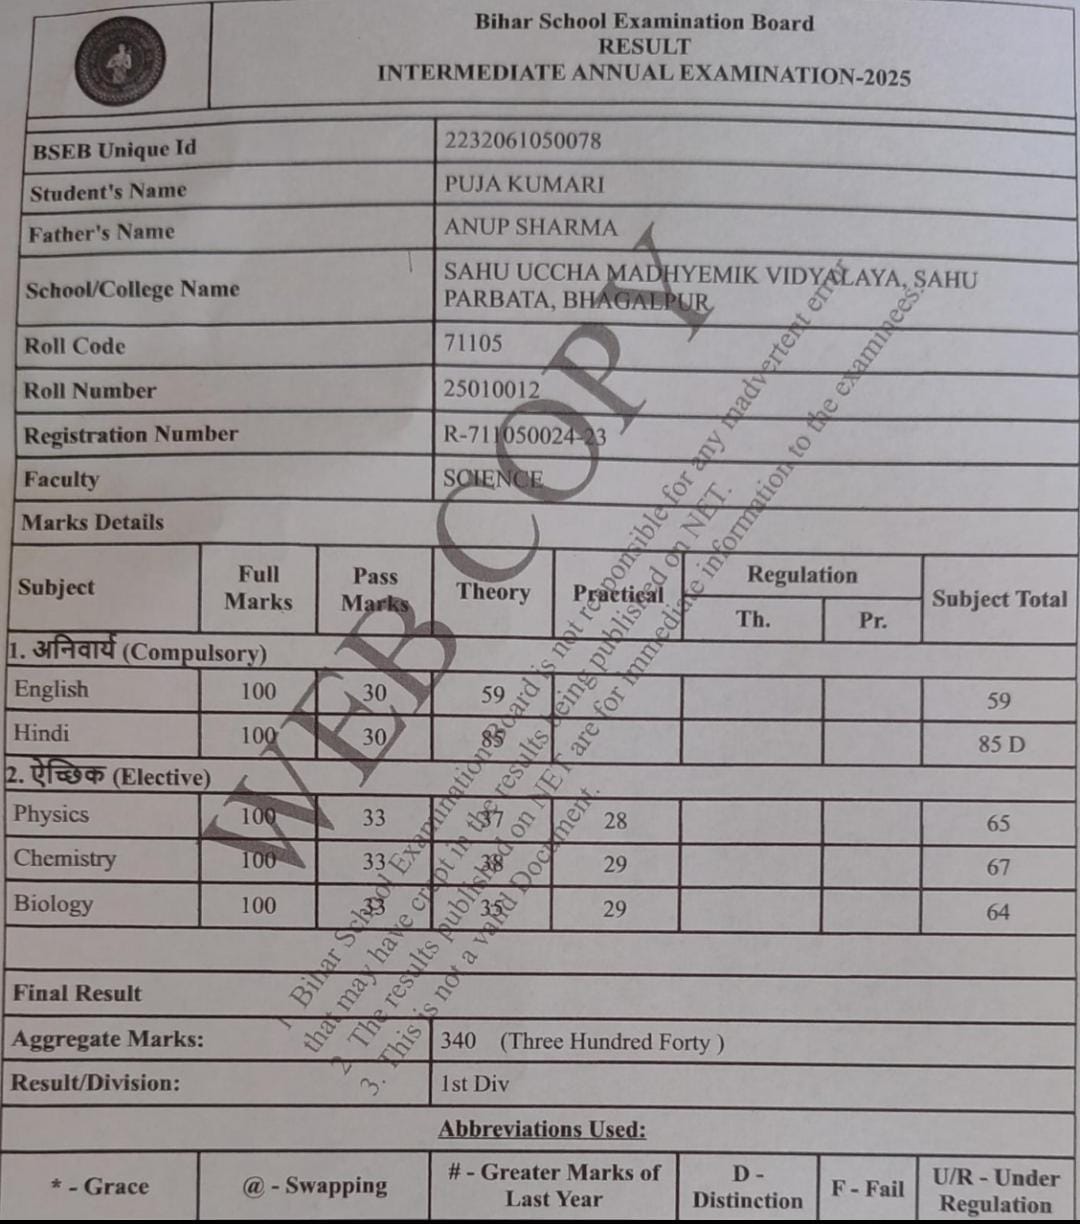 Bihar School Examination Board
RESULT
INTERMEDIATE ANNUAL EXAMINATION-2025
BSEB Unique Id 2232061050078
Student's Name PUJA KUMARI
Father's Name ANUP SHARMA
School/College Name SAHU UCCHA MADHYEMIK VIDYALAYA, SAHU
PARBATA, BHAGALPUR
Roll Code 71105
Roll Number 25010012
Registration Number R-711050024-23
Faculty SCIENCE
Marks Details
Subject Full Marks Pass Marks Theory Practical Regulation Subject Total
Th. Pr.
1. अनिवार्य (Compulsory)
English 100 30 59 59
Hindi 100 30 85 85 D
2. ऐच्छिक (Elective)
Physics 100 33 37 28 65
Chemistry 100 33 38 29 67
Biology 100 33 35 29 64
Final Result
Aggregate Marks: 340 (Three Hundred Forty )
Result/Division: 1st Div
Abbreviations Used:
* - Grace @ - Swapping # - Greater Marks of Last Year D - Distinction F - Fail U/R - Under Regulation
WEB COPY
1. Bihar School Examination Board is not responsible for any inadvertent error
that may have crept in the results being published on NET.
2. The results published on NET are for immediate information to the examinees.
3. This is not a valid Document.